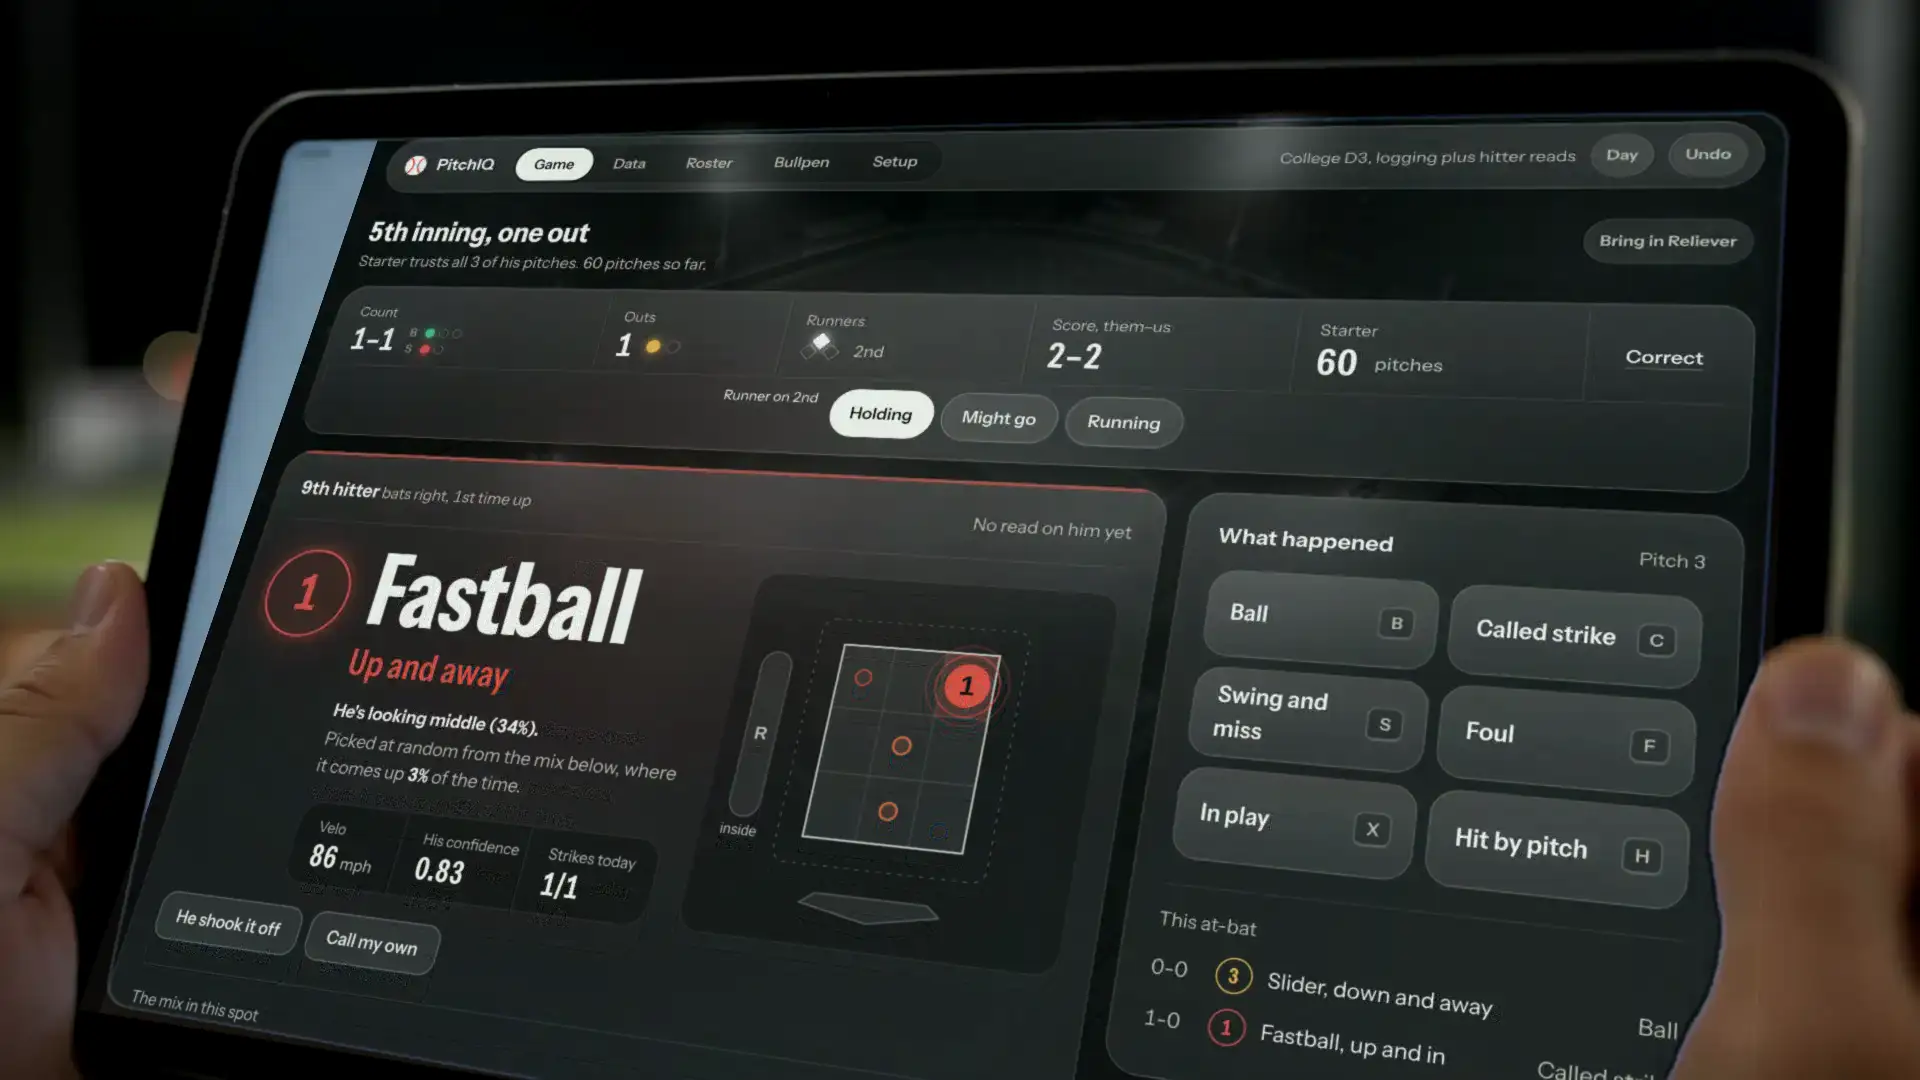 PitchIQ
Game
Data
Roster
Bullpen
Setup
College D3, logging plus hitter reads
Day
Undo
5th inning, one out
Starter trusts all 3 of his pitches. 60 pitches so far.
Bring in Reliever
Count
1-1
B
S
Outs
1
Runners
2nd
Score, them-us
2-2
Starter
60 pitches
Correct
Runner on 2nd
Holding
Might go
Running
9th hitter bats right, 1st time up
No read on him yet
1
Fastball
Up and away
He's looking middle (34%).
Picked at random from the mix below, where
it comes up 3% of the time.
Velo
86 mph
His confidence
0.83
Strikes today
1/1
He shook it off
Call my own
The mix in this spot
R
inside
1
What happened
Pitch 3
Ball B
Called strike C
Swing and
miss S
Foul F
In play X
Hit by pitch H
This at-bat
0-0 3 Slider, down and away
Ball
1-0 1 Fastball, up and in
Called